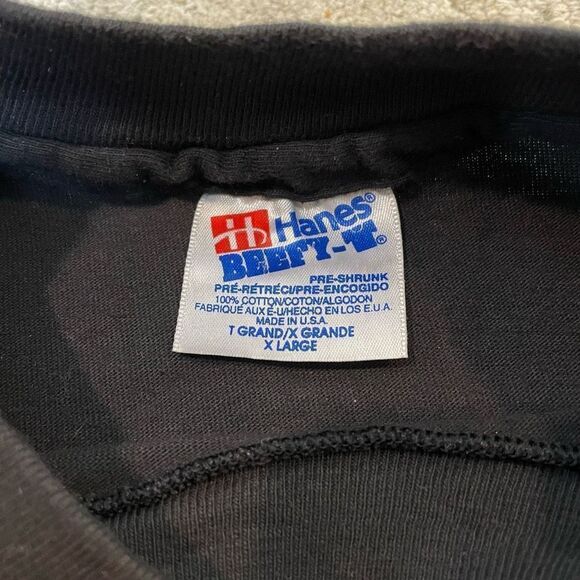 Hanes®
BEEFY-T®
PRE-SHRUNK
PRÉ-RÉTRÉCI/PRE-ENCOGIDO
100% COTTON/COTON/ALGODON
FABRIQUÉ AUX É-U/HECHO EN LOS E.U.A.
MADE IN U.S.A.
T GRAND/X GRANDE
X LARGE